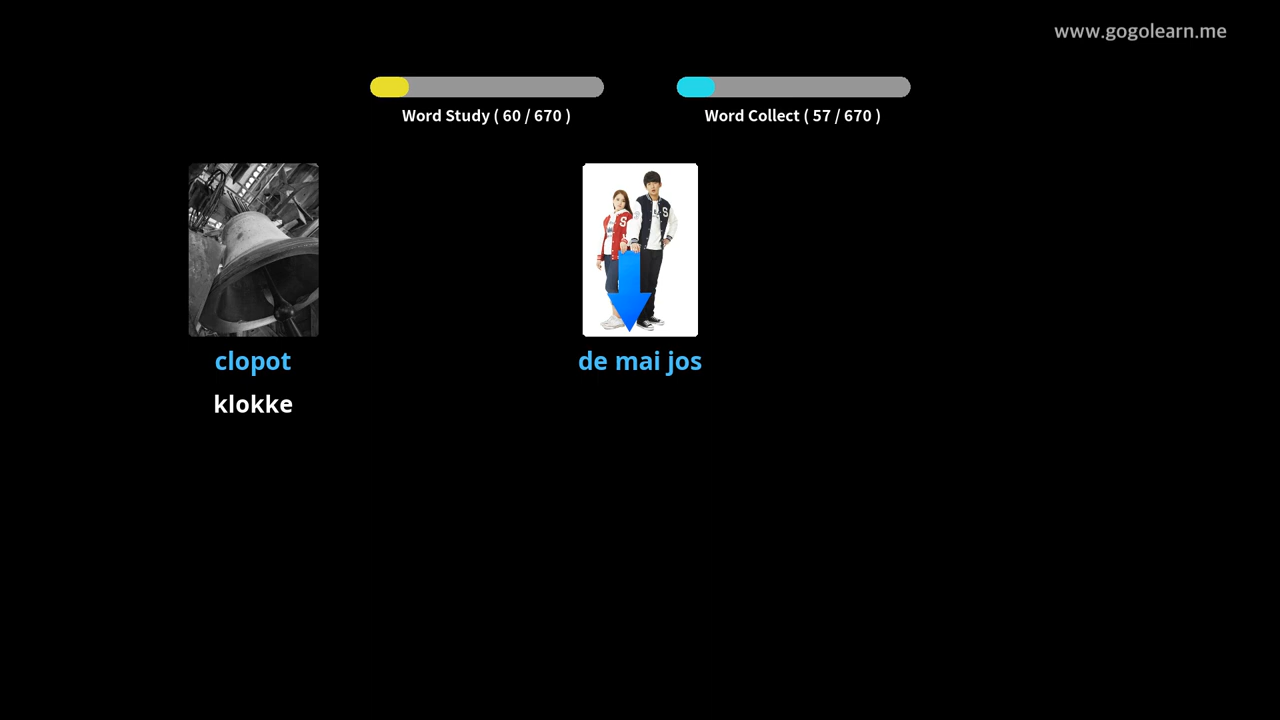 www.gogolearn.me
Word Study ( 60 / 670 )
Word Collect ( 57 / 670 )
S
S
clopot
de mai jos
klokke